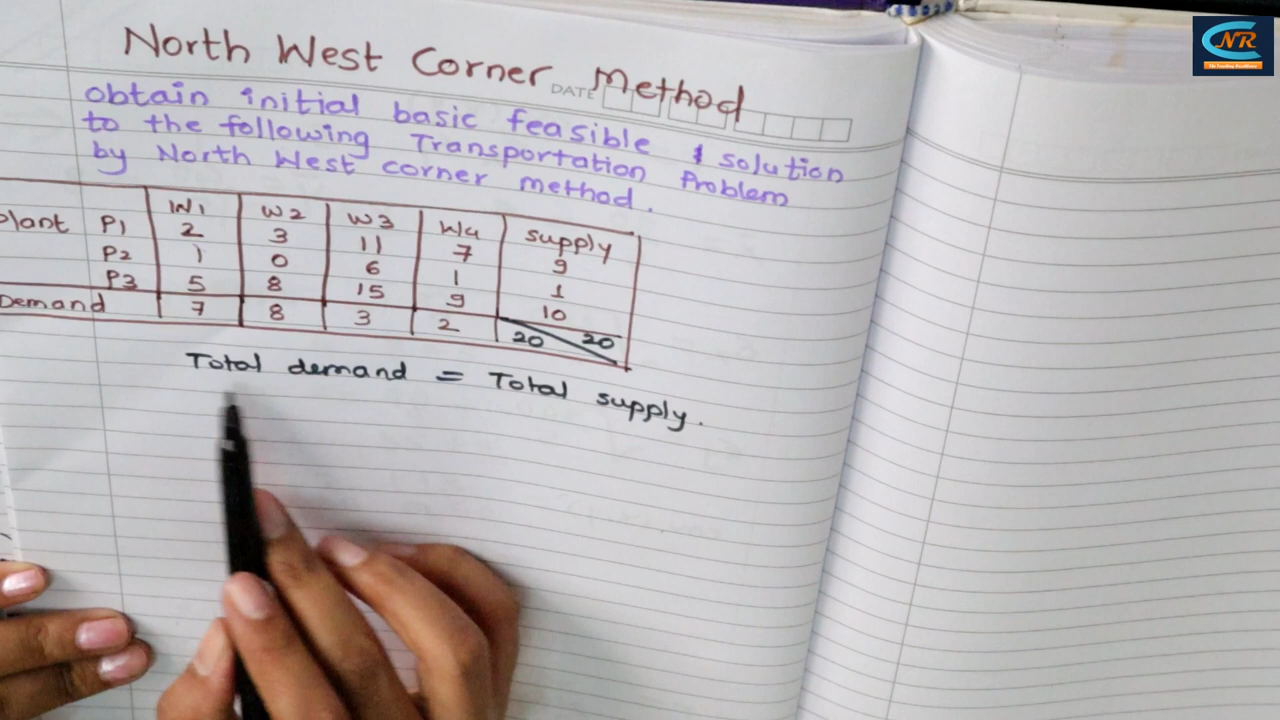 North West Corner Method
DATE
obtain initial basic feasible solution
to the following Transportation Problem
by North West corner method.
W1 W2 W3 W4 supply
Plant P1 2 3 11 7 9
P2 1 0 6 1 1
P3 5 8 15 9 10
Demand 7 8 3 2 20 20
Total demand = Total supply.
NR